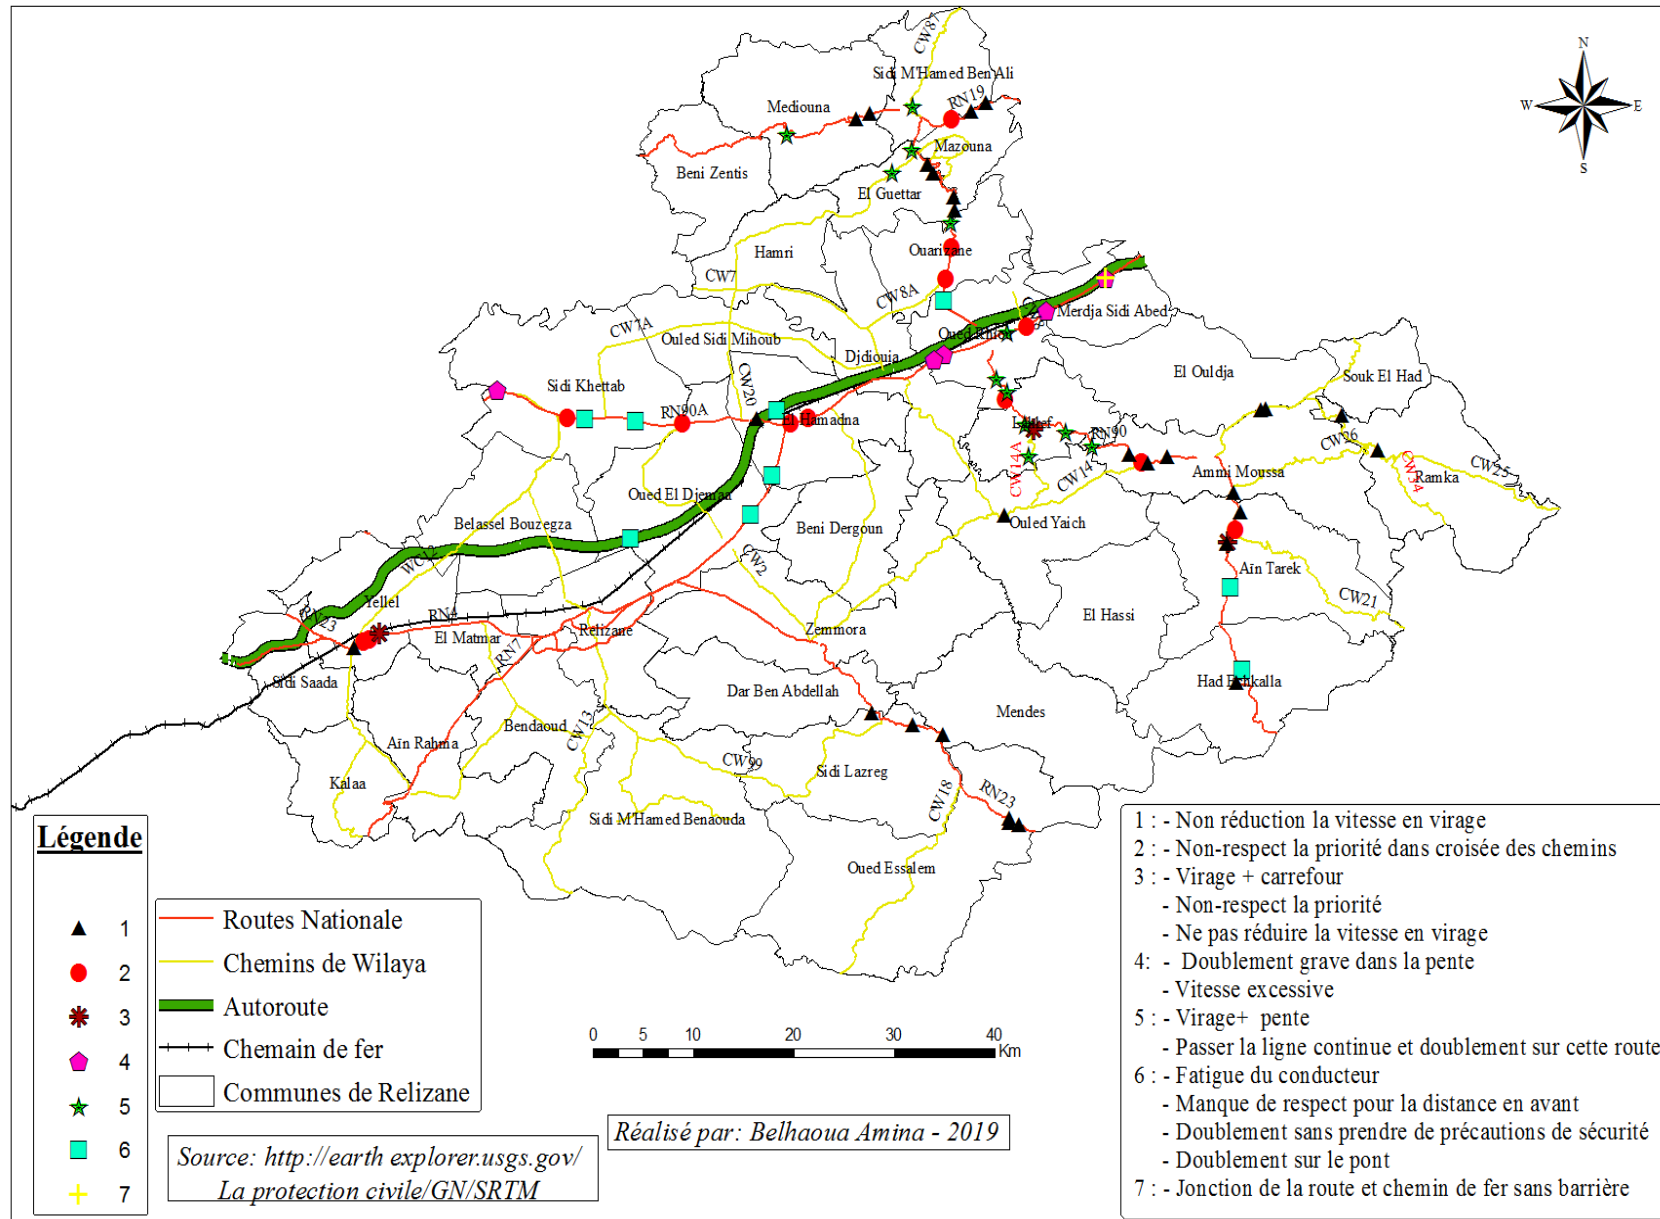 CW87
Sidi M'Hamed Ben Ali
N
W
E
S
Mediouna
RN19
Mazouna
Beni Zentis
El Guettar
Ouarizane
Hamri
CW7
CW8A
Merdja Sidi Abed
CW7A
Ouled Sidi Mihoub
Oued Rhiou
Djdiouia
El Ouldja
Souk El Had
Sidi Khettab
CW20
RN90A
El Hamadna
RN90
CW14A
CW14
CW26
CW25
Ammi Moussa
CW34
Ramka
Oued El Djemaa
Belassel Bouzegza
Beni Dergoun
Ouled Yaich
CW2
Aïn Tarek
CW21
Yellel
RN23
RN4
El Matmar
RN7
Relizane
Zemmora
El Hassi
Sidi Saada
Dar Ben Abdellah
Had Echkalla
Mendes
Bendaoud
CW13
Aïn Rahma
Kalaa
CW99
Sidi Lazreg
CW18
RN23
Sidi M'Hamed Benaouda
Oued Essalem
Légende
1
2
3
4
5
6
7
Routes Nationale
Chemins de Wilaya
Autoroute
Chemain de fer
Communes de Relizane
0 5 10 20 30 40
Km
Source: http://earth explorer.usgs.gov/
La protection civile/GN/SRTM
Réalisé par: Belhaoua Amina - 2019
1 : - Non réduction la vitesse en virage
2 : - Non-respect la priorité dans croisée des chemins
3 : - Virage + carrefour
- Non-respect la priorité
- Ne pas réduire la vitesse en virage
4: - Doublement grave dans la pente
- Vitesse excessive
5 : - Virage+ pente
- Passer la ligne continue et doublement sur cette route
6 : - Fatigue du conducteur
- Manque de respect pour la distance en avant
- Doublement sans prendre de précautions de sécurité
- Doublement sur le pont
7 : - Jonction de la route et chemin de fer sans barrière